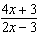 4x + 3
2x − 3